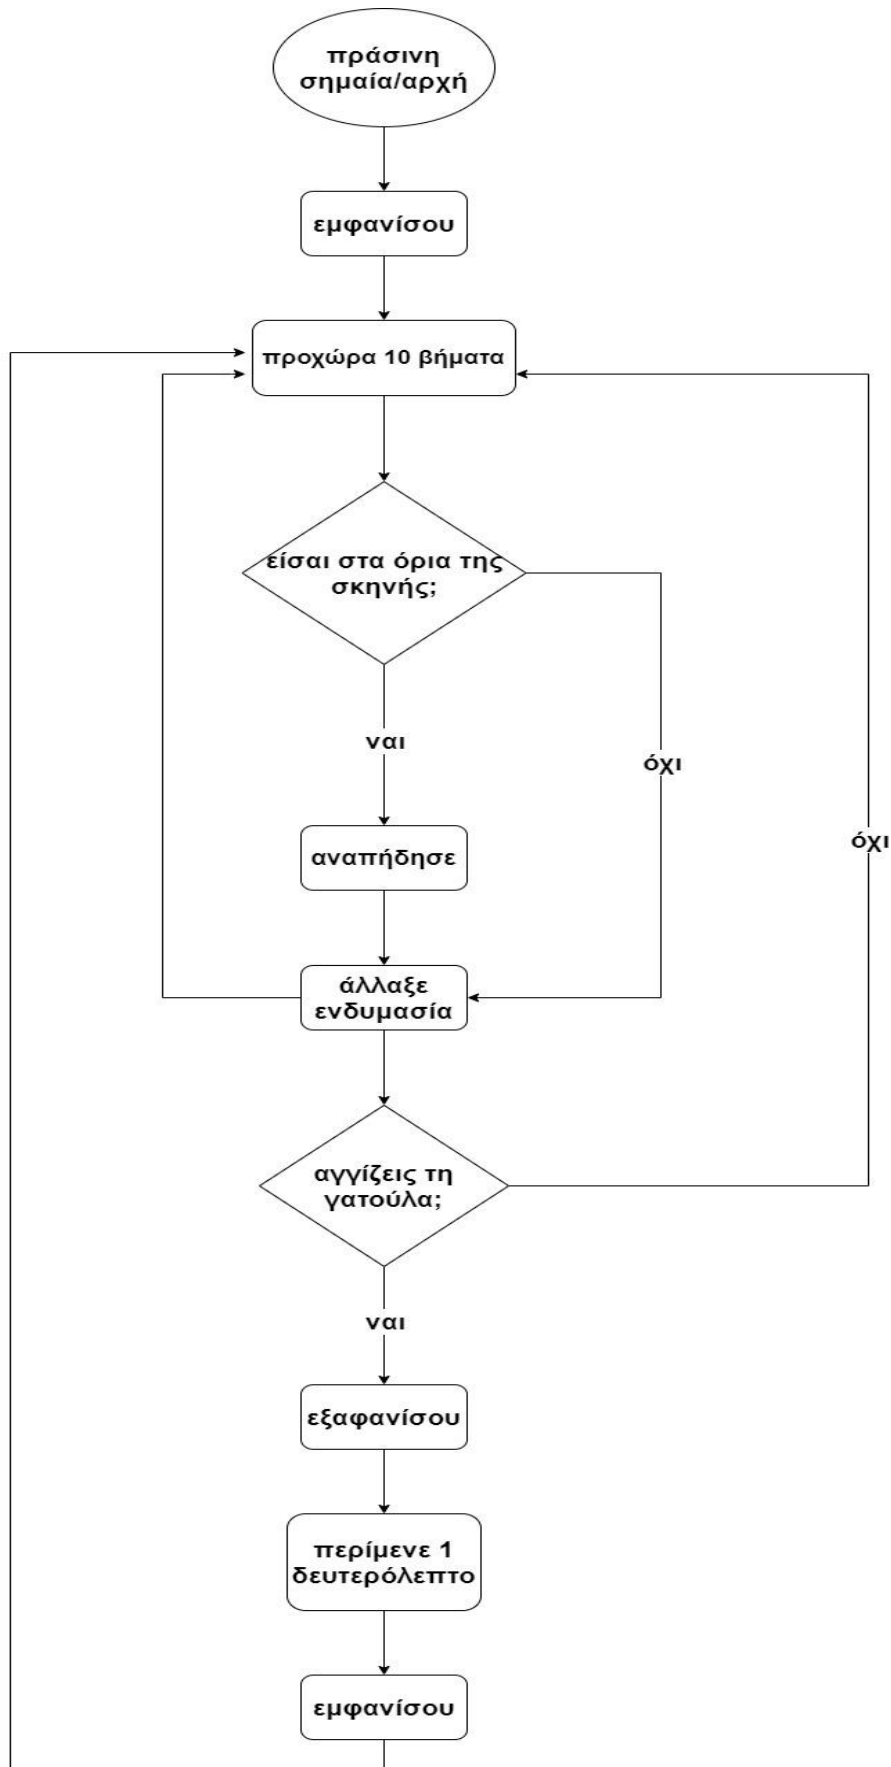 πράσινη
σημαία/αρχή
εμφανίσου
προχώρα 10 βήματα
είσαι στα όρια της
σκηνής;
ναι
όχι
όχι
αναπήδησε
άλλαξε
ενδυμασία
αγγίζεις τη
γατούλα;
ναι
εξαφανίσου
περίμενε 1
δευτερόλεπτο
εμφανίσου